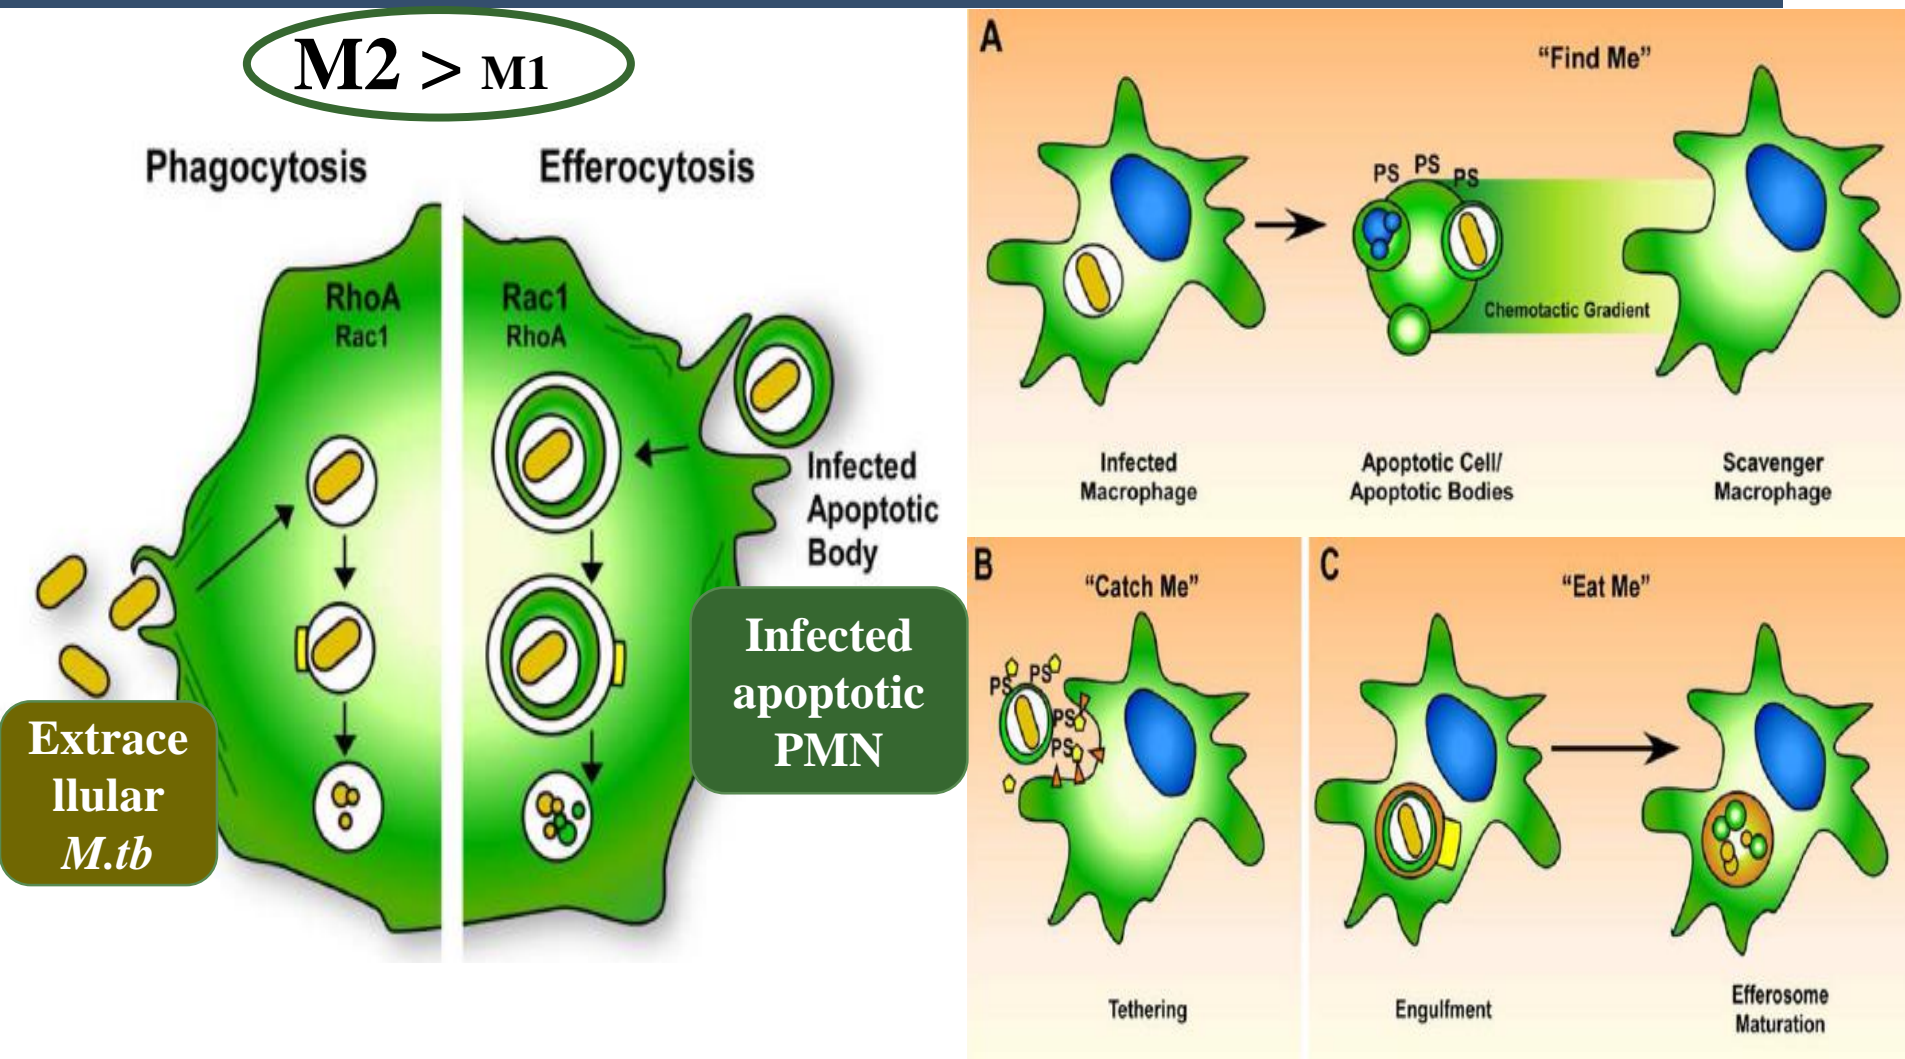 M2 > M1
Phagocytosis
Efferocytosis
RhoA
Rac1
Rac1
RhoA
Infected
Apoptotic
Body
Extrace
llular
M.tb
Infected
apoptotic
PMN
A
“Find Me”
PS PS PS
Chemotactic Gradient
Infected
Macrophage
Apoptotic Cell/
Apoptotic Bodies
Scavenger
Macrophage
B
“Catch Me”
PS PS
PS
PS
Tethering
C
“Eat Me”
Engulfment
Efferosome
Maturation